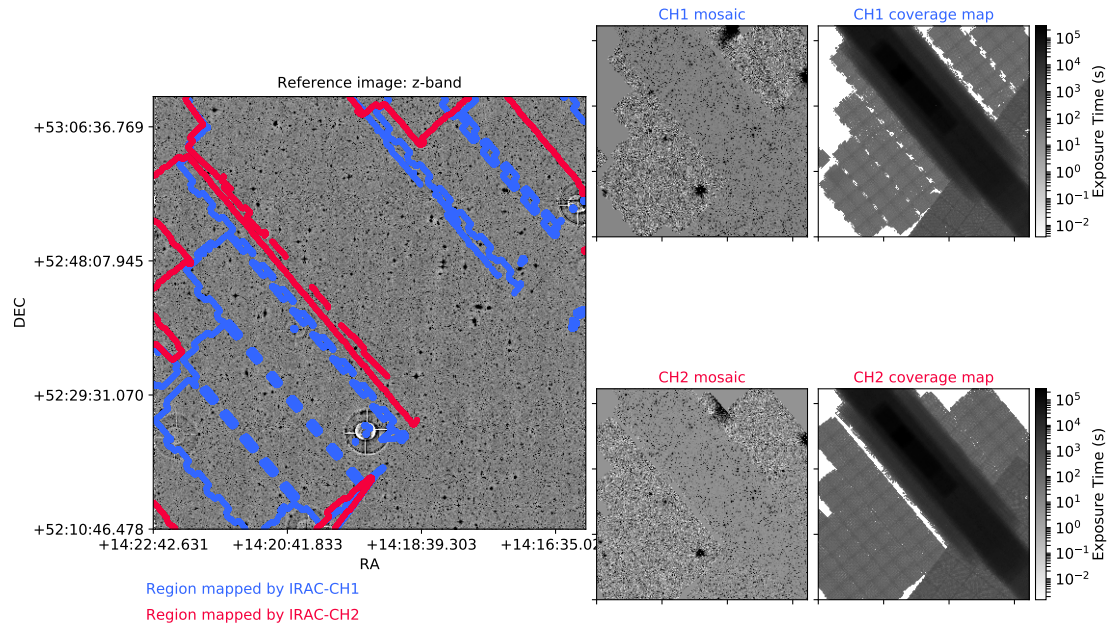 CH1 mosaic
CH1 coverage map
Reference image: z-band
+53:06:36.769
+52:48:07.945
+52:29:31.070
+52:10:46.478
DEC
+14:22:42.631
+14:20:41.833
+14:18:39.303
+14:16:35.02
RA
Region mapped by IRAC-CH1
Region mapped by IRAC-CH2
10^5
10^4
10^3
10^2
10^1
10^0
10^-1
10^-2
Exposure Time (s)
CH2 mosaic
CH2 coverage map
10^5
10^4
10^3
10^2
10^1
10^0
10^-1
10^-2
Exposure Time (s)